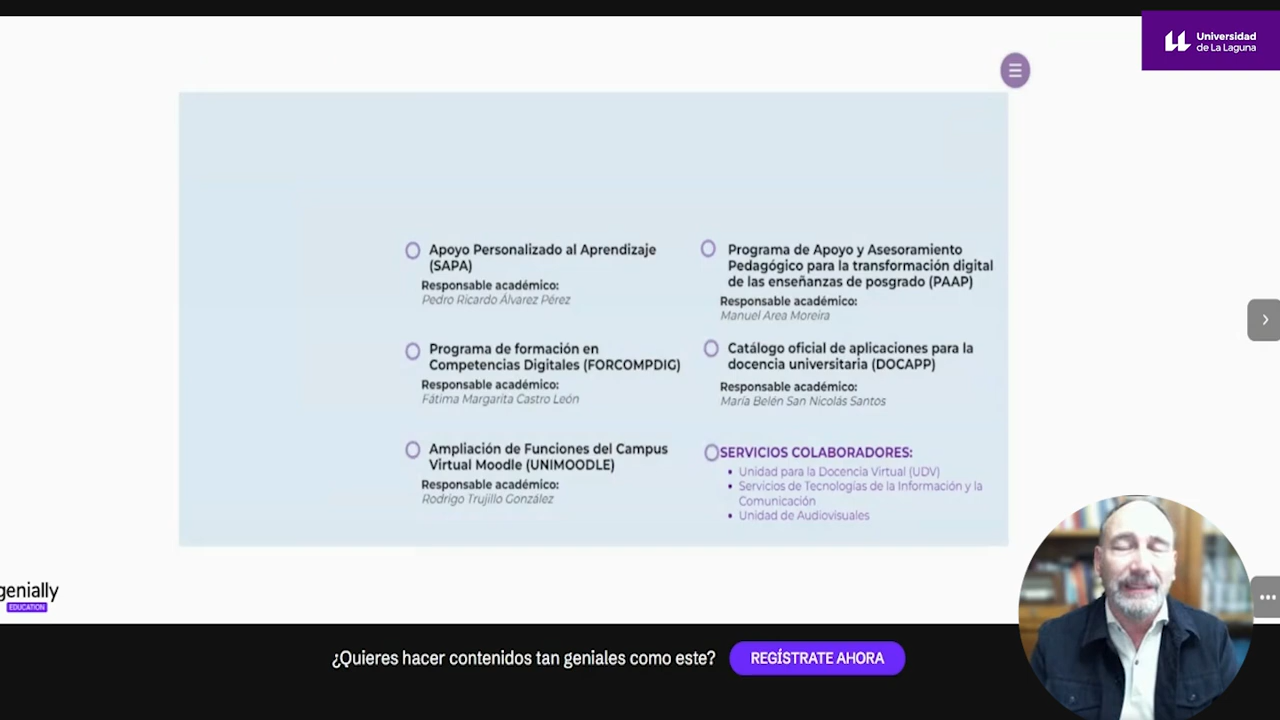 Universidad
de La Laguna
Apoyo Personalizado al Aprendizaje
(SAPA)
Responsable académico:
Pedro Ricardo Álvarez Pérez
Programa de formación en
Competencias Digitales (FORCOMPDIG)
Responsable académico:
Fátima Margarita Castro León
Ampliación de Funciones del Campus
Virtual Moodle (UNIMOODLE)
Responsable académico:
Rodrigo Trujillo González
Programa de Apoyo y Asesoramiento
Pedagógico para la transformación digital
de las enseñanzas de posgrado (PAAP)
Responsable académico:
Manuel Area Moreira
Catálogo oficial de aplicaciones para la
docencia universitaria (DOCAPP)
Responsable académico:
María Belén San Nicolás Santos
SERVICIOS COLABORADORES:
• Unidad para la Docencia Virtual (UDV)
• Servicios de Tecnologías de la Información y la
Comunicación
• Unidad de Audiovisuales
genially
EDUCATION
¿Quieres hacer contenidos tan geniales como este?
REGÍSTRATE AHORA